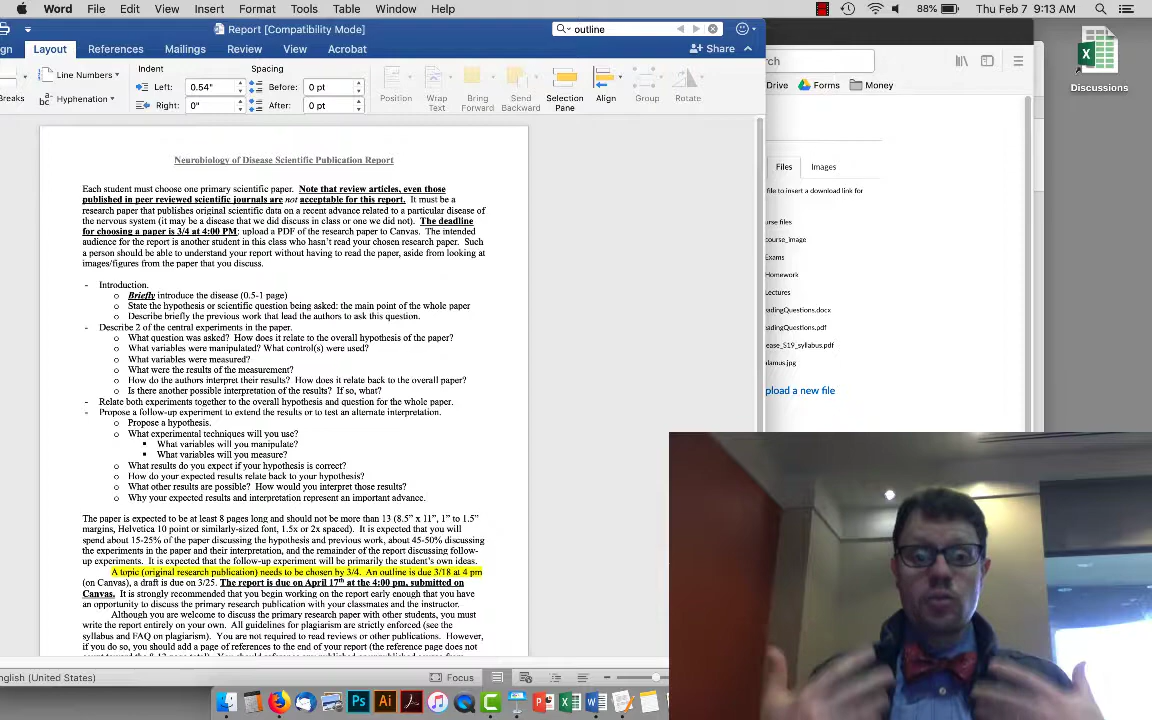 Word File Edit View Insert Format Tools Table Window Help
88% Thu Feb 7 9:13 AM
Report [Compatibility Mode]
outline
Layout References Mailings Review View Acrobat
Share
Breaks
Line Numbers
Hyphenation
Indent
Left: 0.54"
Right: 0"
Spacing
Before: 0 pt
After: 0 pt
Position
Wrap Text
Bring Forward
Send Backward
Selection Pane
Align
Group
Rotate
Neurobiology of Disease Scientific Publication Report
Each student must choose one primary scientific paper. Note that review articles, even those
published in peer reviewed scientific journals are not acceptable for this report. It must be a
research paper that publishes original scientific data on a recent advance related to a particular disease of
the nervous system (it may be a disease that we did discuss in class or one we did not). The deadline
for choosing a paper is 3/4 at 4:00 PM; upload a PDF of the research paper to Canvas. The intended
audience for the report is another student in this class who hasn't read your chosen research paper. Such
a person should be able to understand your report without having to read the paper, aside from looking at
images/figures from the paper that you discuss.
- Introduction.
o Briefly introduce the disease (0.5-1 page)
o State the hypothesis or scientific question being asked: the main point of the whole paper
o Describe briefly the previous work that lead the authors to ask this question.
- Describe 2 of the central experiments in the paper.
o What question was asked? How does it relate to the overall hypothesis of the paper?
o What variables were manipulated? What control(s) were used?
o What variables were measured?
o What were the results of the measurement?
o How do the authors interpret their results? How does it relate back to the overall paper?
o Is there another possible interpretation of the results? If so, what?
- Relate both experiments together to the overall hypothesis and question for the whole paper.
- Propose a follow-up experiment to extend the results or to test an alternate interpretation.
o Propose a hypothesis.
o What experimental techniques will you use?
▪ What variables will you manipulate?
▪ What variables will you measure?
o What results do you expect if your hypothesis is correct?
o How do your expected results relate back to your hypothesis?
o What other results are possible? How would you interpret those results?
o Why your expected results and interpretation represent an important advance.
The paper is expected to be at least 8 pages long and should not be more than 13 (8.5" x 11", 1" to 1.5"
margins, Helvetica 10 point or similarly-sized font, 1.5x or 2x spaced). It is expected that you will
spend about 15-25% of the paper discussing the hypothesis and previous work, about 45-50% discussing
the experiments in the paper and their interpretation, and the remainder of the report discussing follow-
up experiments. It is expected that the follow-up experiment will be primarily the student's own ideas.
A topic (original research publication) needs to be chosen by 3/4. An outline is due 3/18 at 4 pm
(on Canvas), a draft is due on 3/25. The report is due on April 17th at the 4:00 pm, submitted on
Canvas. It is strongly recommended that you begin working on the report early enough that you have
an opportunity to discuss the primary research publication with your classmates and the instructor.
Although you are welcome to discuss the primary research paper with other students, you must
write the report entirely on your own. All guidelines for plagiarism are strictly enforced (see the
syllabus and FAQ on plagiarism). You are not required to read reviews or other publications. However,
if you do so, you should add a page of references to the end of your report (the reference page does
nglish (United States)
Focus
rch
Drive Forms Money
Files Images
file to insert a download link for
urse files
course_image
Exams
Homework
Lectures
eadingQuestions.docx
eadingQuestions.pdf
ease_S19_syllabus.pdf
alamus.jpg
pload a new file
Discussions